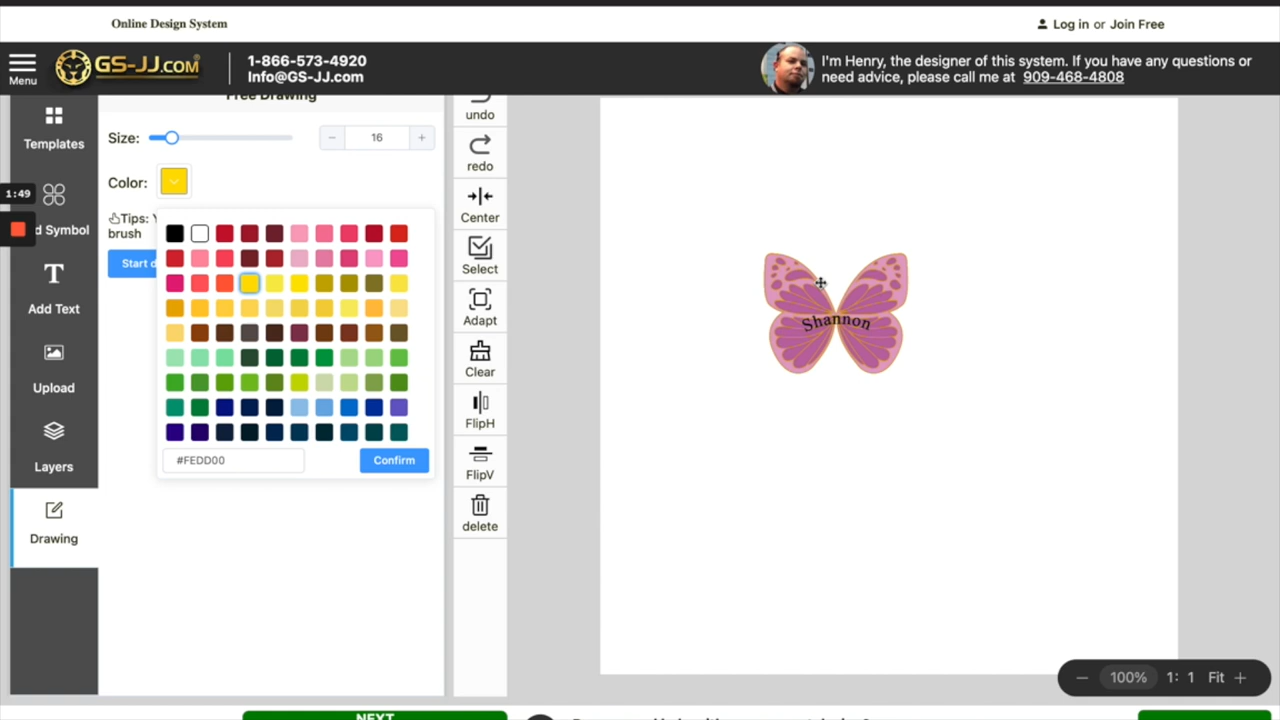 Online Design System
Log in or Join Free
Menu
GS-JJ.COM®
1-866-573-4920
Info@GS-JJ.com
I'm Henry, the designer of this system. If you have any questions or
need advice, please call me at 909-468-4808
Templates
1:49
d Symbol
Add Text
Upload
Layers
Drawing
Free Drawing
Size:
16
Color:
Tips: Y
brush
Start d
#FEDD00
Confirm
undo
redo
Center
Select
Adapt
Clear
FlipH
FlipV
delete
Shannon
100%
1: 1
Fit
NEXT